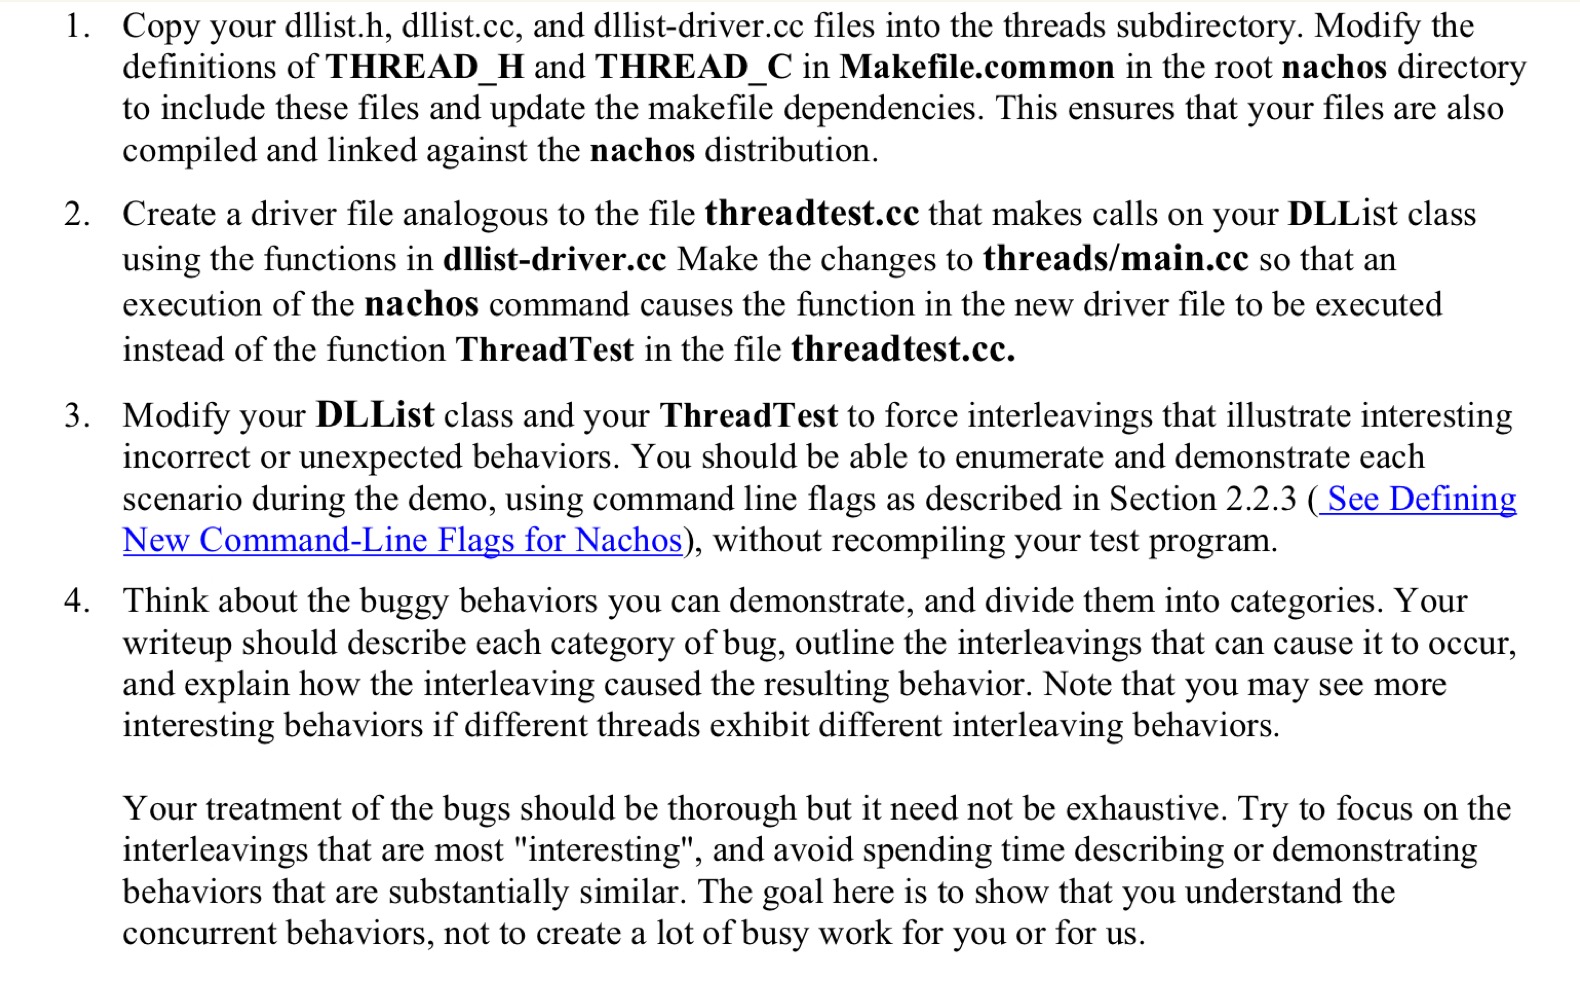 1. Copy your dllist.h, dllist.cc, and dllist-driver.cc files into the threads subdirectory. Modify the
definitions of THREAD_H and THREAD_C in Makefile.common in the root nachos directory
to include these files and update the makefile dependencies. This ensures that your files are also
compiled and linked against the nachos distribution.
2. Create a driver file analogous to the file threadtest.cc that makes calls on your DLList class
using the functions in dllist-driver.cc Make the changes to threads/main.cc so that an
execution of the nachos command causes the function in the new driver file to be executed
instead of the function ThreadTest in the file threadtest.cc.
3. Modify your DLList class and your ThreadTest to force interleavings that illustrate interesting
incorrect or unexpected behaviors. You should be able to enumerate and demonstrate each
scenario during the demo, using command line flags as described in Section 2.2.3 ( See Defining
New Command-Line Flags for Nachos), without recompiling your test program.
4. Think about the buggy behaviors you can demonstrate, and divide them into categories. Your
writeup should describe each category of bug, outline the interleavings that can cause it to occur,
and explain how the interleaving caused the resulting behavior. Note that you may see more
interesting behaviors if different threads exhibit different interleaving behaviors.
Your treatment of the bugs should be thorough but it need not be exhaustive. Try to focus on the
interleavings that are most "interesting", and avoid spending time describing or demonstrating
behaviors that are substantially similar. The goal here is to show that you understand the
concurrent behaviors, not to create a lot of busy work for you or for us.